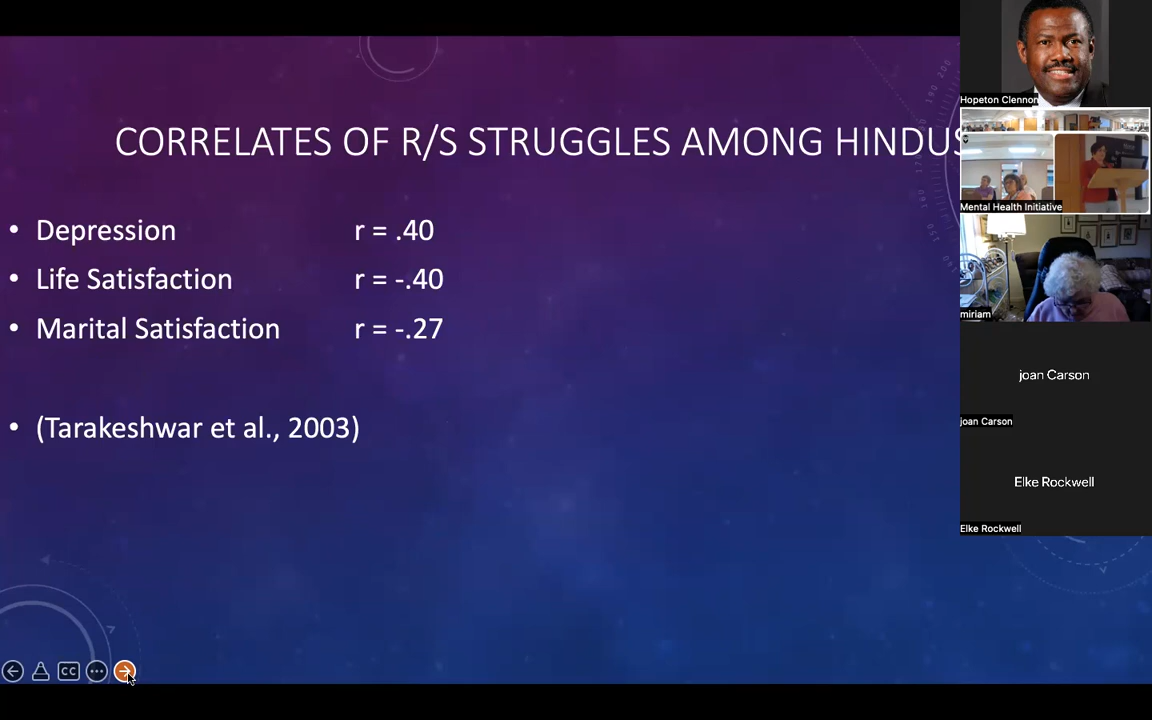 CORRELATES OF R/S STRUGGLES AMONG HINDUS
• Depression r = .40
• Life Satisfaction r = -.40
• Marital Satisfaction r = -.27
• (Tarakeshwar et al., 2003)
CC
Hopeton Clennon
Mental Health Initiative
miriam
joan Carson
joan Carson
Elke Rockwell
Elke Rockwell